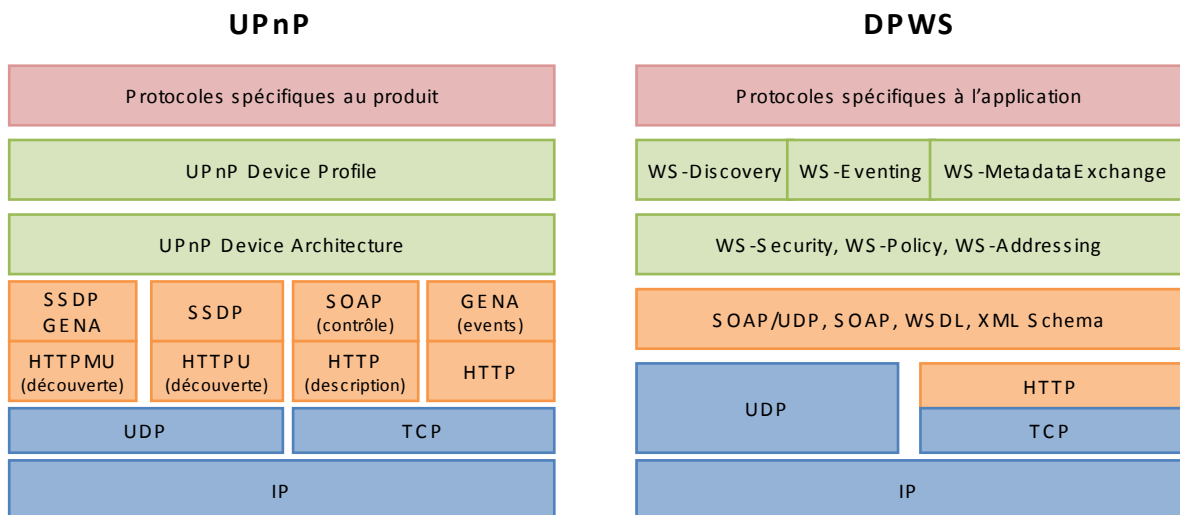 UPnP
Protocoles spécifiques au produit
UPnP Device Profile
UPnP Device Architecture
SSDP
GENA
SSDP
SOAP
(contrôle)
GENA
(events)
HTTPMU
(découverte)
HTTPU
(découverte)
HTTP
(description)
HTTP
UDP
TCP
IP
DPWS
Protocoles spécifiques à l’application
WS-Discovery
WS-Eventing
WS-MetadataExchange
WS-Security, WS-Policy, WS-Addressing
SOAP/UDP, SOAP, WSDL, XML Schema
UDP
HTTP
TCP
IP